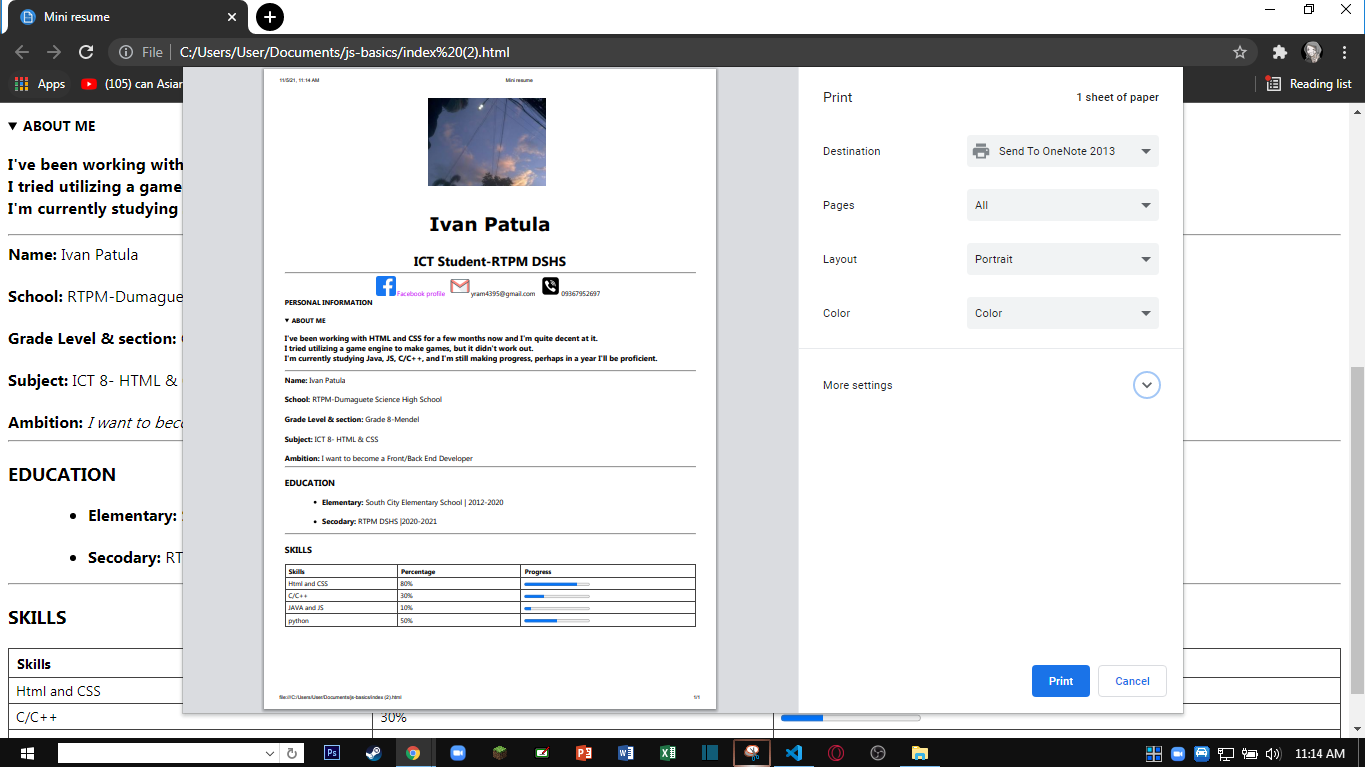 Mini resume
File
C:/Users/User/Documents/js-basics/index%20(2).html
Apps
(105) can Asian
Reading list
ABOUT ME
I've been working with
I tried utilizing a game
I'm currently studying
Name: Ivan Patula
School: RTPM-Dumague
Grade Level & section:
Subject: ICT 8- HTML &
Ambition: I want to beco
EDUCATION
Elementary:
Secodary: RT
SKILLS
Skills
Html and CSS
C/C++
30%
11/5/21, 11:14 AM
Mini resume
Ivan Patula
ICT Student-RTPM DSHS
Facebook profile
yram4395@gmail.com
09367952697
PERSONAL INFORMATION
ABOUT ME
I've been working with HTML and CSS for a few months now and I'm quite decent at it.
I tried utilizing a game engine to make games, but it didn't work out.
I'm currently studying Java, JS, C/C++, and I'm still making progress, perhaps in a year I'll be proficient.
Name: Ivan Patula
School: RTPM-Dumaguete Science High School
Grade Level & section: Grade 8-Mendel
Subject: ICT 8- HTML & CSS
Ambition: I want to become a Front/Back End Developer
EDUCATION
Elementary: South City Elementary School | 2012-2020
Secodary: RTPM DSHS |2020-2021
SKILLS
Skills Percentage Progress
Html and CSS 80%
C/C++ 30%
JAVA and JS 10%
python 50%
file:///C:/Users/User/Documents/js-basics/index (2).html
1/1
Print
1 sheet of paper
Destination
Send To OneNote 2013
Pages
All
Layout
Portrait
Color
Color
More settings
Print
Cancel
Ps
11:14 AM